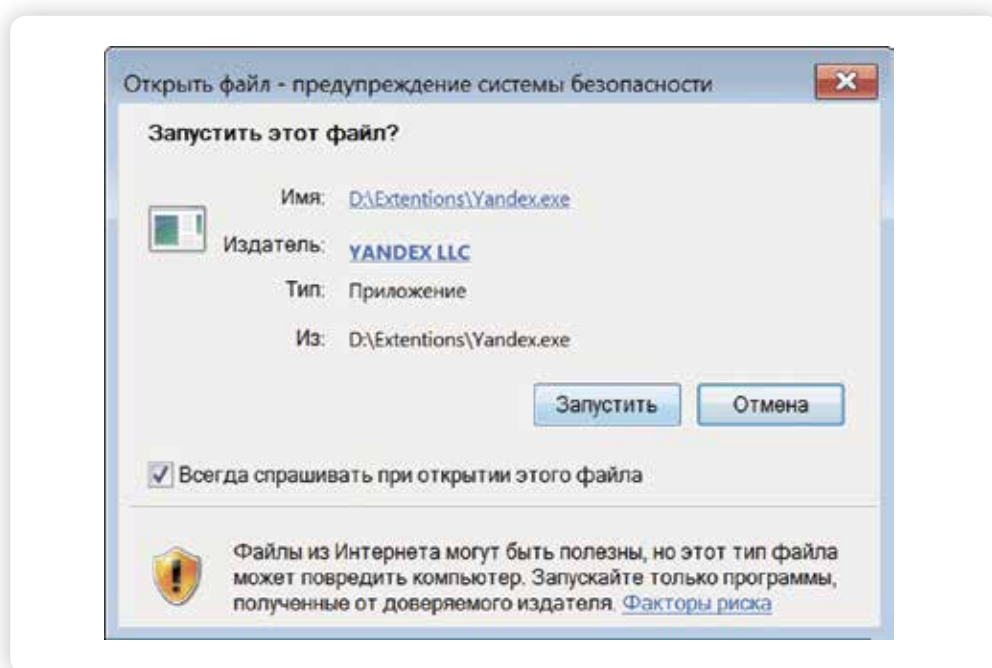 Открыть файл - предупреждение системы безопасности
Запустить этот файл?
Имя: D:\Extentions\Yandex.exe
Издатель: YANDEX LLC
Тип: Приложение
Из: D:\Extentions\Yandex.exe
Запустить Отмена
Всегда спрашивать при открытии этого файла
Файлы из Интернета могут быть полезны, но этот тип файла
может повредить компьютер. Запускайте только программы,
полученные от доверяемого издателя. Факторы риска